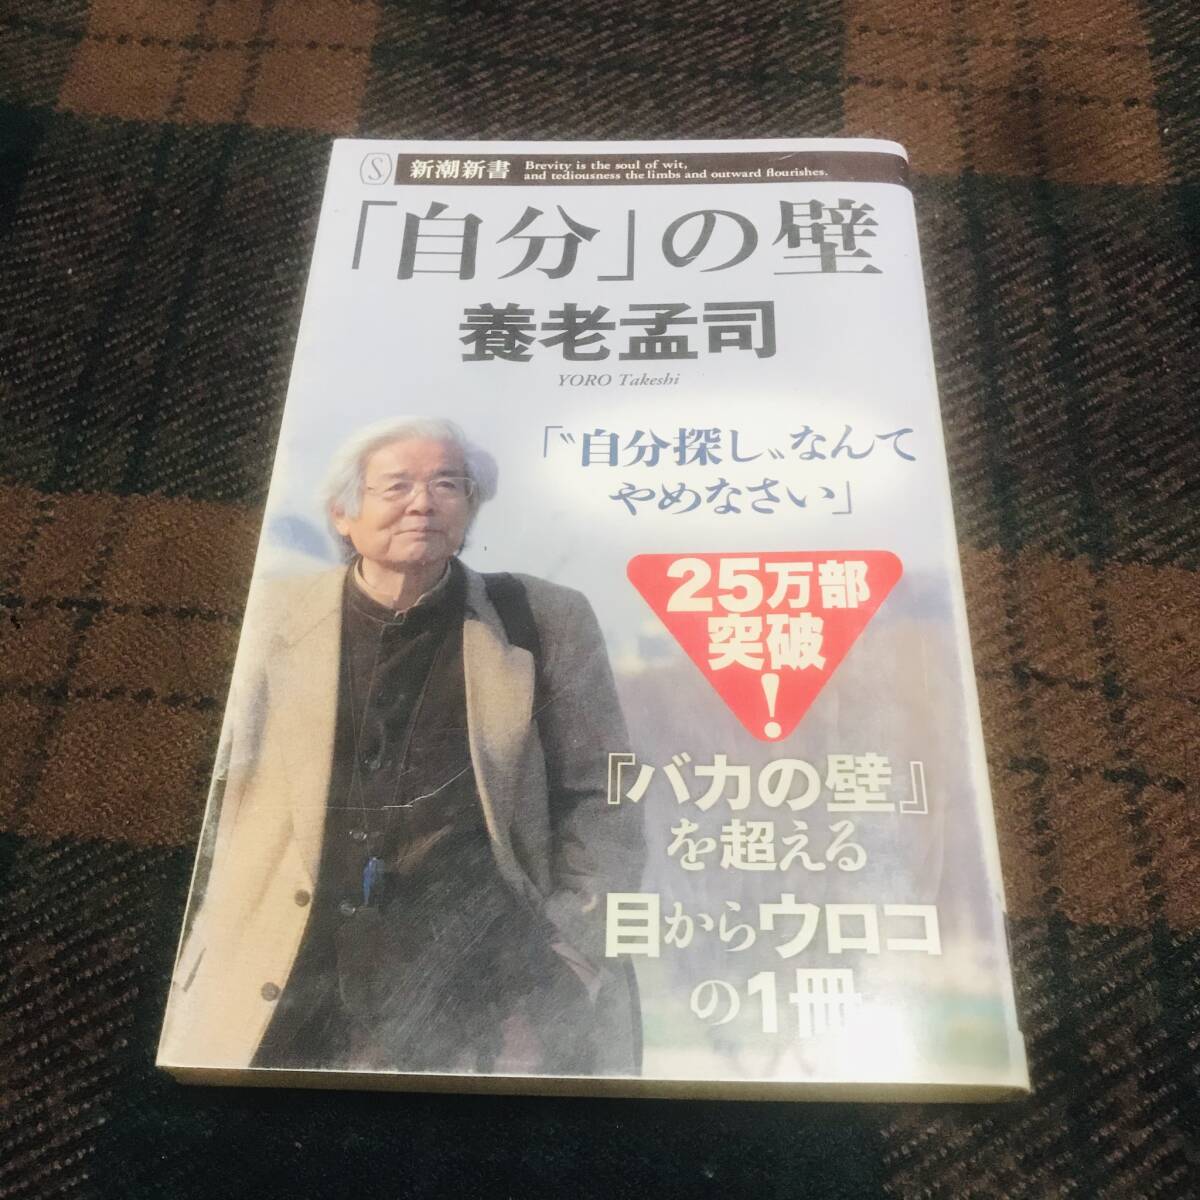 S
新潮新書
Brevity is the soul of wit,
and tediousness the limbs and outward flourishes.
「自分」の壁
養老孟司
YORO Takeshi
「〝自分探し〟なんて
やめなさい」
25万部
突破
!
『バカの壁』
を超える
目からウロコ
の1冊